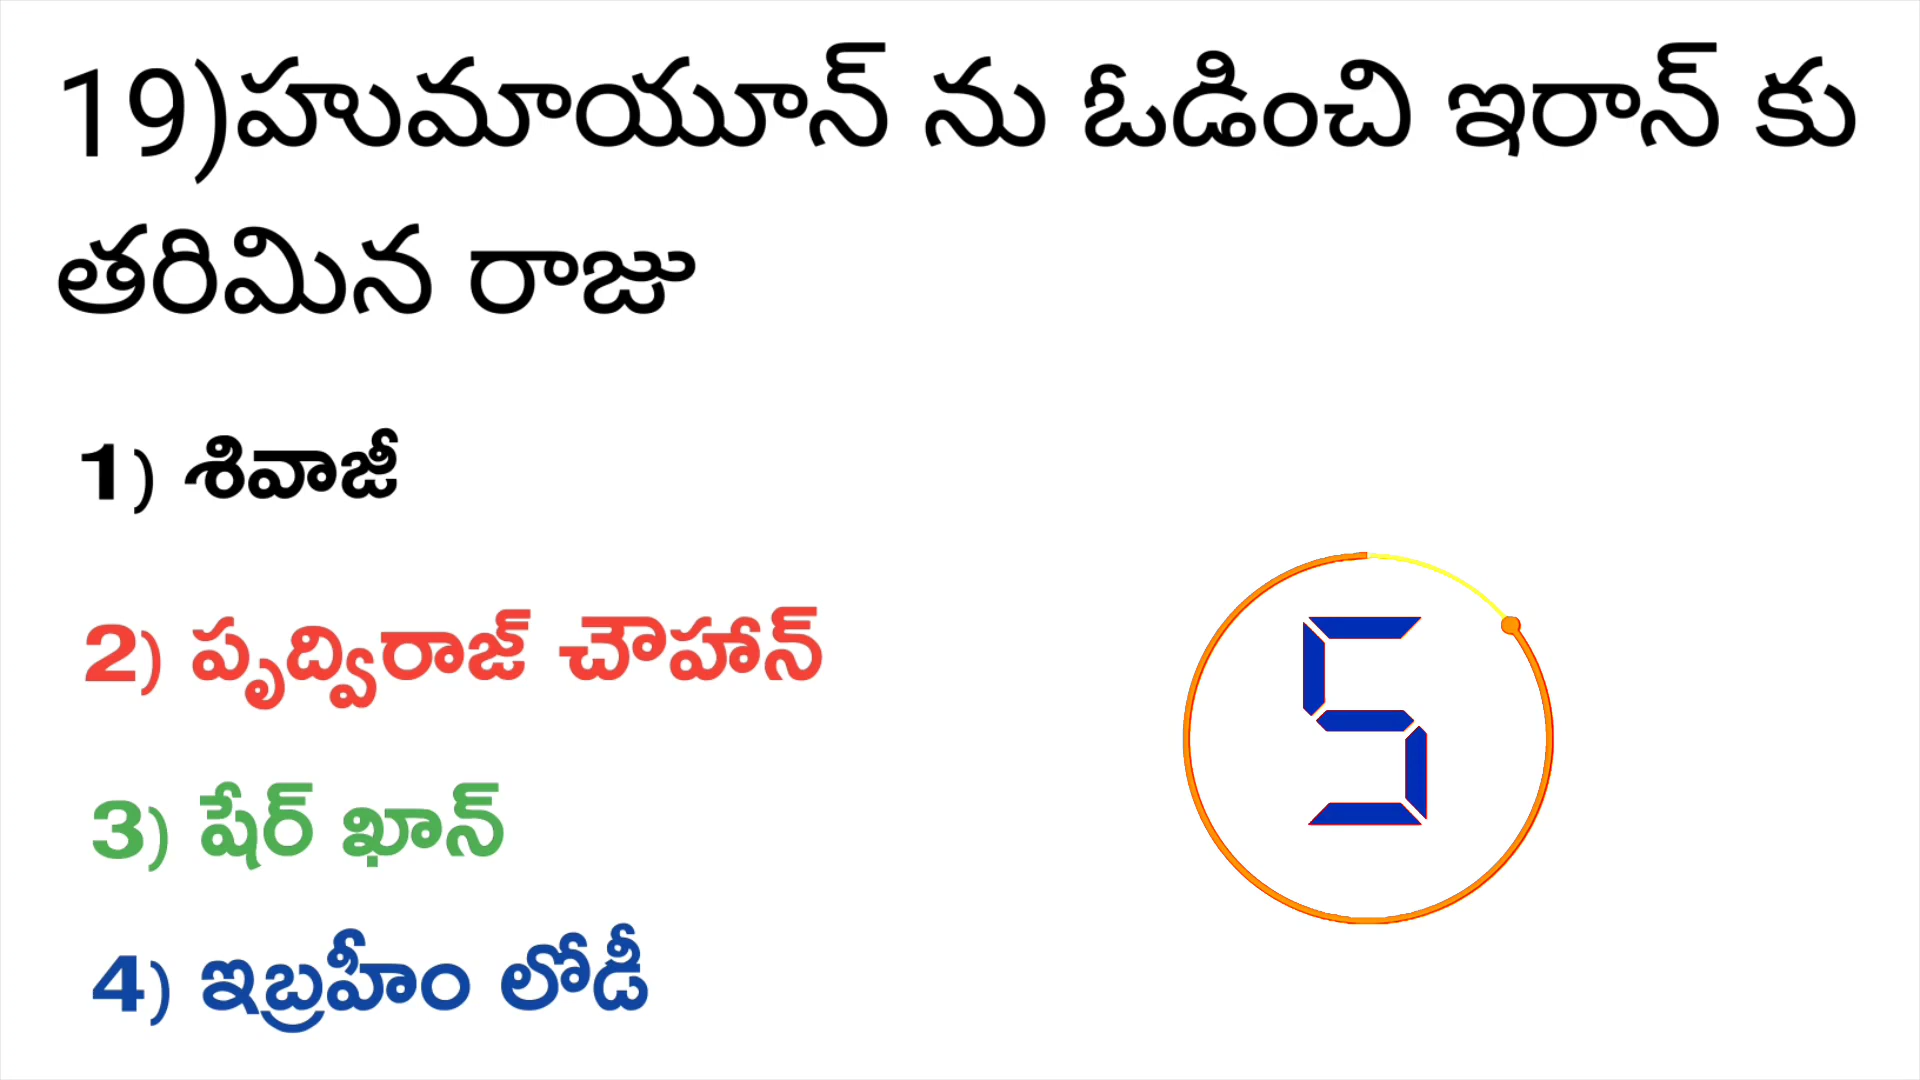 19)హుమాయూన్ ను ఓడించి ఇరాన్ కు
తరిమిన రాజు
1) శివాజీ
2) పృద్విరాజ్ చౌహాన్
3) షేర్ ఖాన్
5
4) ఇబ్రహీం లోడీ